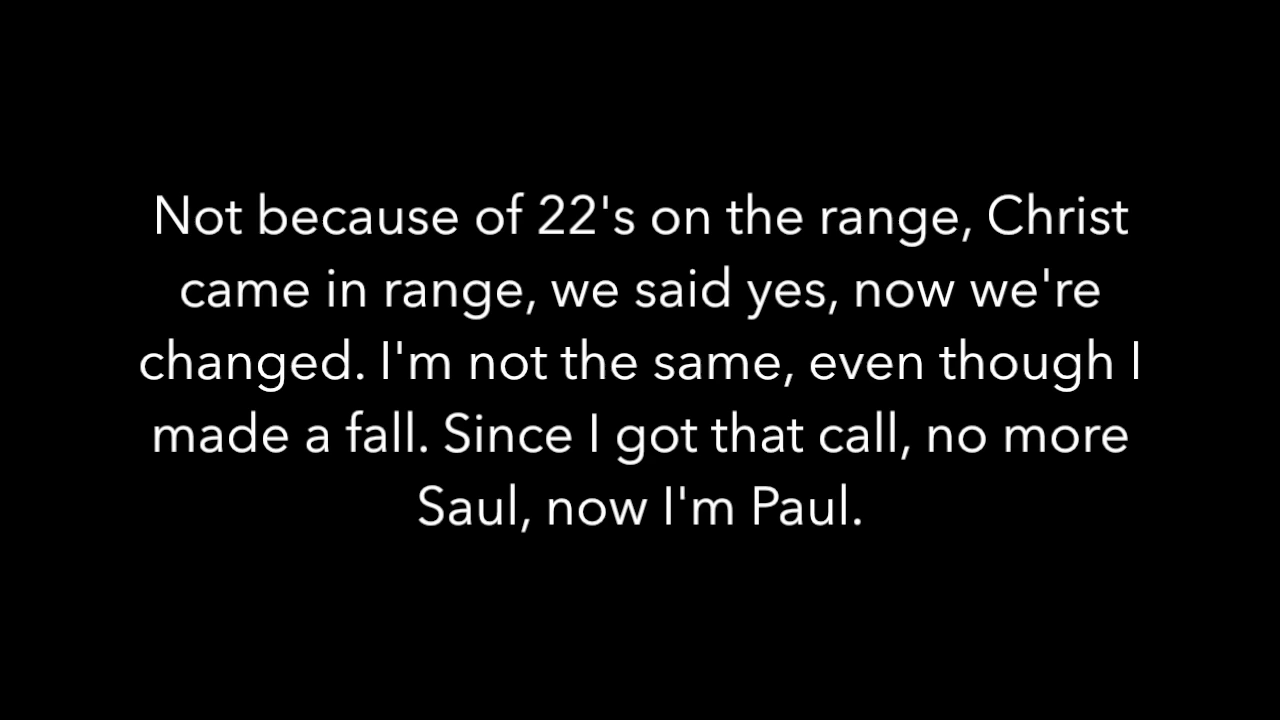 Not because of 22's on the range, Christ
came in range, we said yes, now we're
changed. I'm not the same, even though I
made a fall. Since I got that call, no more
Saul, now I'm Paul.